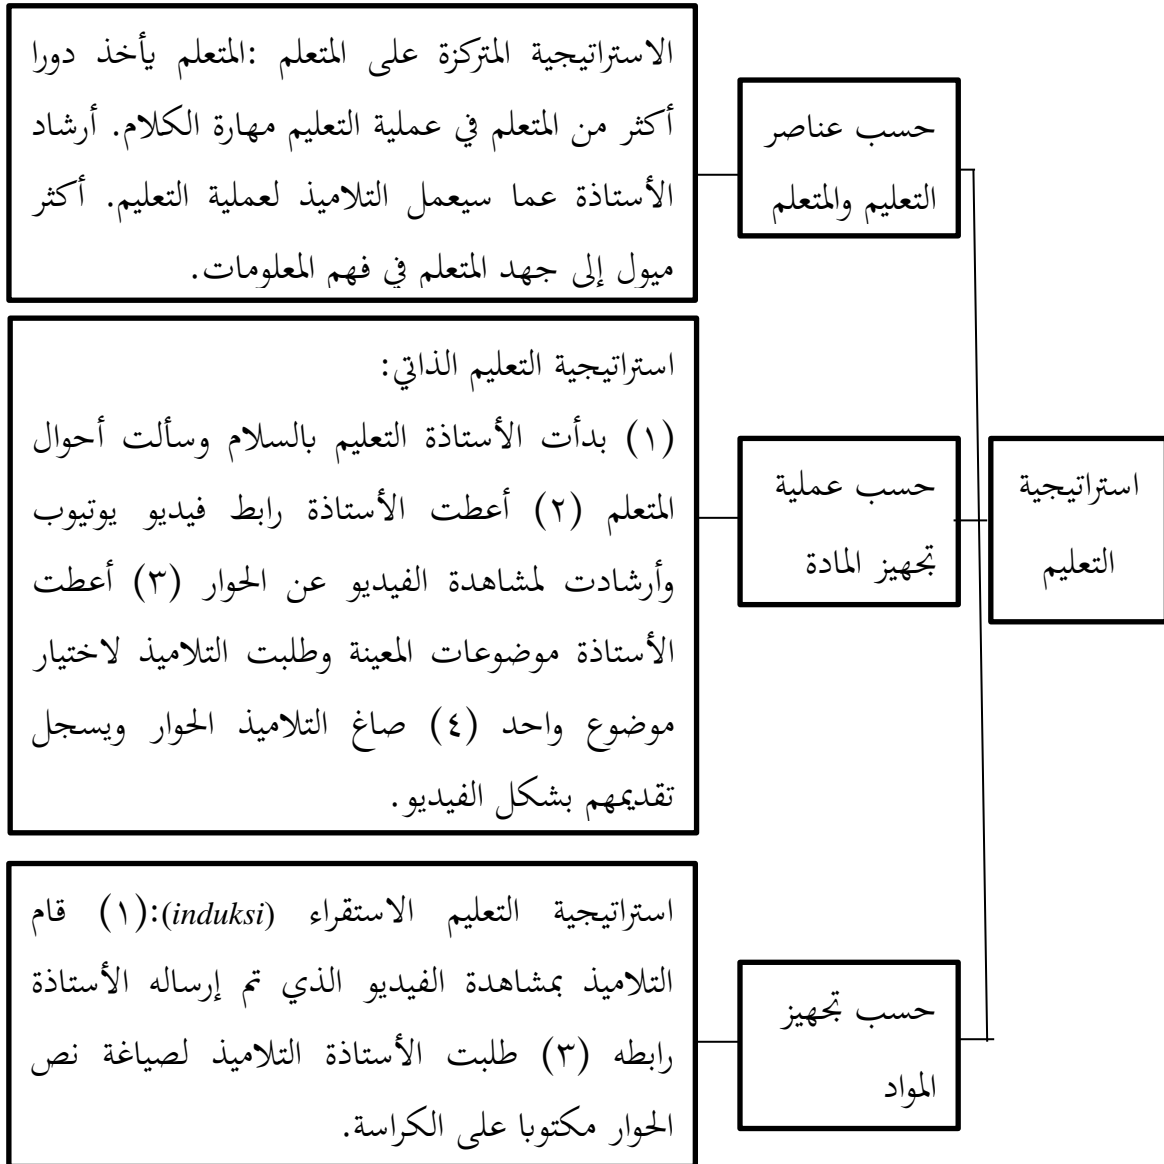 استراتيجية
التعليم
حسب عناصر
التعليم والمتعلم
الاستراتيجية المتركزة على المتعلم :المتعلم يأخذ دورا
أكثر من المتعلم في عملية التعليم مهارة الكلام. أرشاد
الأستاذة عما سيعمل التلاميذ لعملية التعليم. أكثر
ميول إلى جهد المتعلم في فهم المعلومات.
حسب عملية
تجهيز المادة
استراتيجية التعليم الذاتي:
(١) بدأت الأستاذة التعليم بالسلام وسألت أحوال
المتعلم (٢) أعطت الأستاذة رابط فيديو يوتيوب
وأرشادت لمشاهدة الفيديو عن الحوار (٣) أعطت
الأستاذة موضوعات المعينة وطلبت التلاميذ لاختيار
موضوع واحد (٤) صاغ التلاميذ الحوار ويسجل
تقديمهم بشكل الفيديو.
حسب تجهيز
المواد
استراتيجية التعليم الاستقراء (induksi):(١) قام
التلاميذ بمشاهدة الفيديو الذي تم إرساله الأستاذة
رابطه (٣) طلبت الأستاذة التلاميذ لصياغة نص
الحوار مكتوبا على الكراسة.